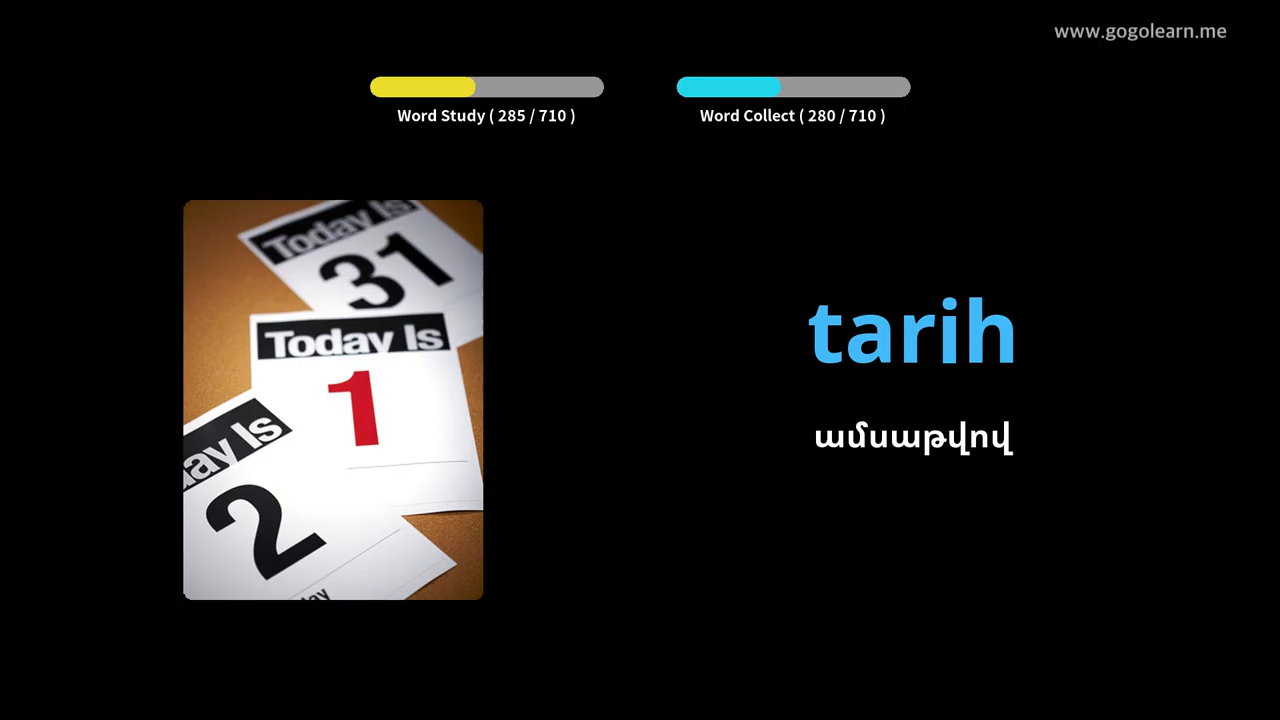 www.gogolearn.me
Word Study ( 285 / 710 )
Word Collect ( 280 / 710 )
Today Is
31
Today Is
1
ay Is
2
day
tarih
ամսաթվով